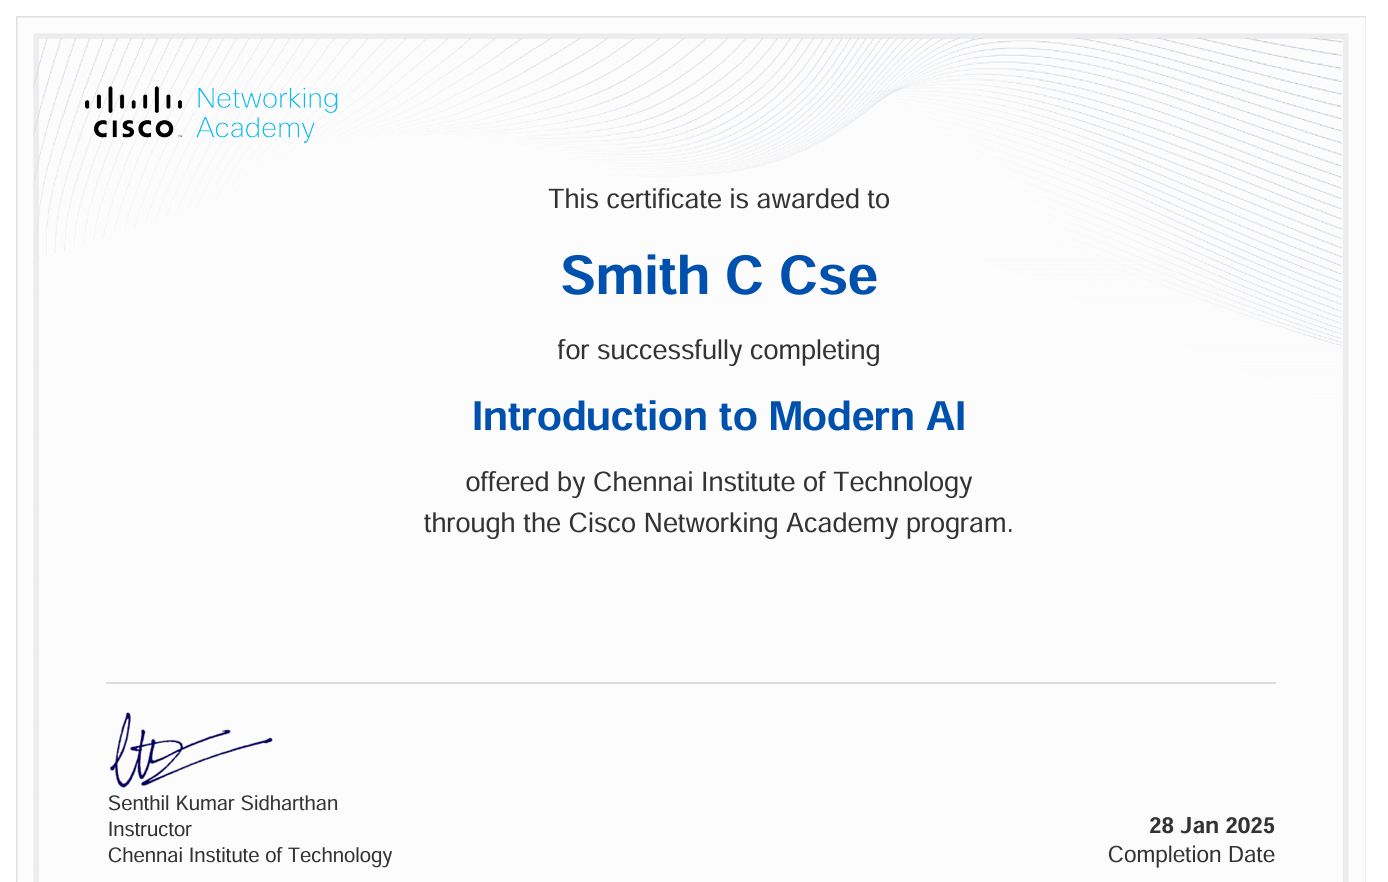 Networking
CISCO Academy
This certificate is awarded to
Smith C Cse
for successfully completing
Introduction to Modern AI
offered by Chennai Institute of Technology
through the Cisco Networking Academy program.
Senthil Kumar Sidharthan
Instructor
Chennai Institute of Technology
28 Jan 2025
Completion Date